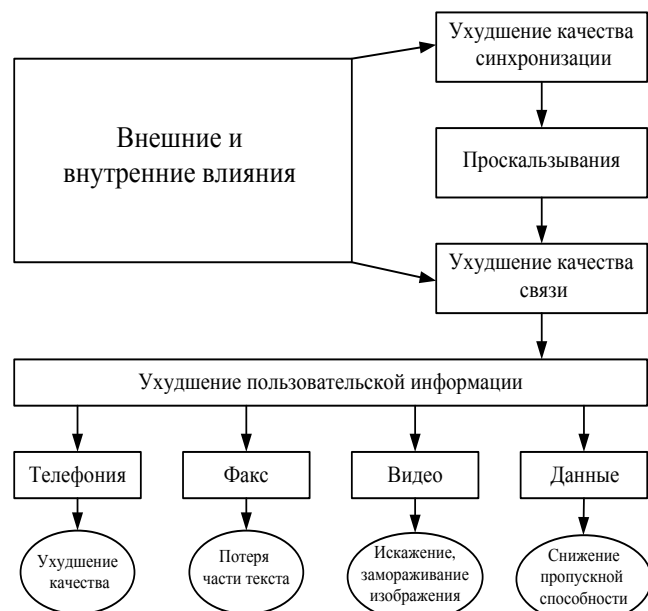 Ухудшение качества
синхронизации
Внешние и
внутренние влияния
Проскальзывания
Ухудшение качества
связи
Ухудшение пользовательской информации
Телефония
Факс
Видео
Данные
Ухудшение
качества
Потеря
части текста
Искажение,
замораживание
изображения
Снижение
пропускной
способности